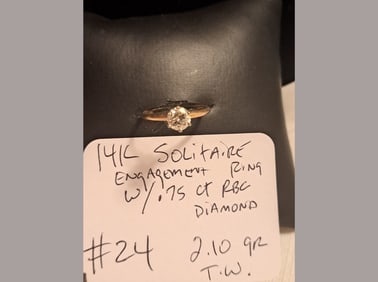 14K SOLITAIRE
ENGAGEMENT RING
W/.75 CT RBC
DIAMOND
#24 2.10 gr
T.W.